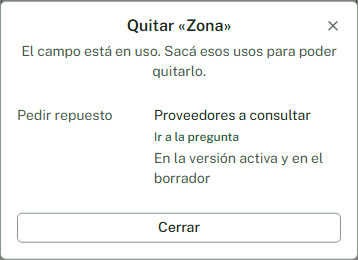 Quitar «Zona»
El campo está en uso. Sacá esos usos para poder
quitarlo.
Pedir repuesto
Proveedores a consultar
Ir a la pregunta
En la versión activa y en el
borrador
Cerrar